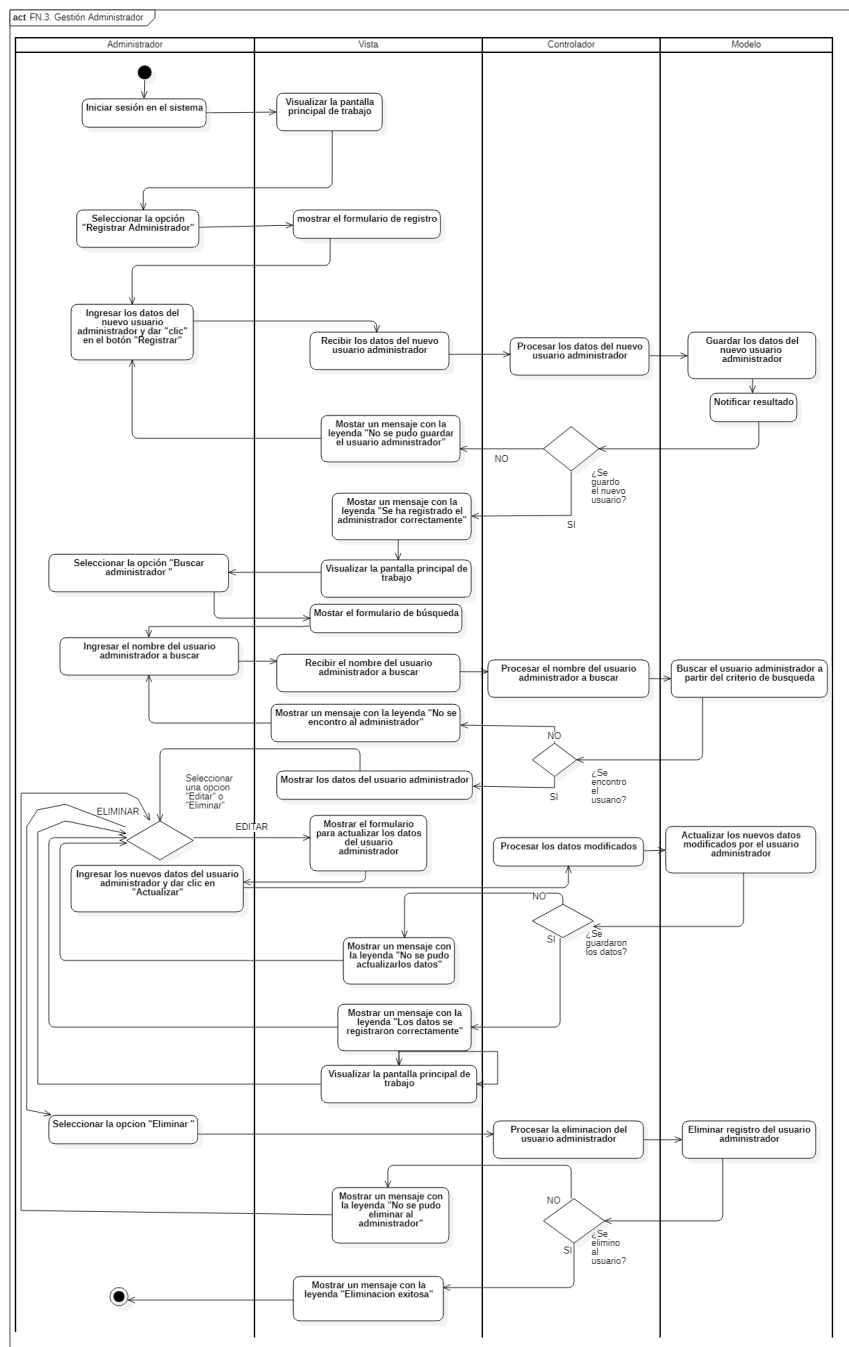 act FN.3. Gestión Administrador
Administrador
Vista
Controlador
Modelo
Iniciar sesión en el sistema
Visualizar la pantalla
principal de trabajo
Seleccionar la opción
"Registrar Administrador"
mostrar el formulario de registro
Ingresar los datos del
nuevo usuario
administrador y dar "clic"
en el botón "Registrar"
Recibir los datos del nuevo
usuario administrador
Procesar los datos del nuevo
usuario administrador
Guardar los datos del
nuevo usuario
administrador
Notificar resultado
Mostar un mensaje con la
leyenda "No se pudo guardar
el usuario administrador"
NO
¿Se
guardo
el nuevo
usuario?
SI
Mostar un mensaje con la
leyenda "Se ha registrado el
administrador correctamente"
Seleccionar la opción "Buscar
administrador "
Visualizar la pantalla principal de
trabajo
Mostar el formulario de búsqueda
Ingresar el nombre del usuario
administrador a buscar
Recibir el nombre del usuario
administrador a buscar
Procesar el nombre del usuario
administrador a buscar
Buscar el usuario administrador a
partir del criterio de busqueda
Mostrar un mensaje con la leyenda "No se
encontro al administrador"
NO
¿Se
encontro
el
usuario?
SI
Mostrar los datos del usuario administrador
Seleccionar
una opcion
"Editar" o
"Eliminar"
ELIMINAR
EDITAR
Mostrar el formulario
para actualizar los datos
del usuario
administrador
Procesar los datos modificados
Actualizar los nuevos datos
modificados por el usuario
administrador
Ingresar los nuevos datos del usuario
administrador y dar clic en
"Actualizar"
NO
SI
¿Se
guardaron
los datos?
Mostrar un mensaje con
la leyenda "No se pudo
actualizarlos datos"
Mostrar un mensaje con la
leyenda "Los datos se
registraron correctamente"
Visualizar la pantalla principal de
trabajo
Seleccionar la opcion "Eliminar "
Procesar la eliminacion del
usuario administrador
Eliminar registro del usuario
administrador
Mostrar un mensaje con
la leyenda "No se pudo
eliminar al
administrador"
NO
SI
¿Se
elimino
al
usuario?
Mostrar un mensaje con la
leyenda "Eliminacion exitosa"